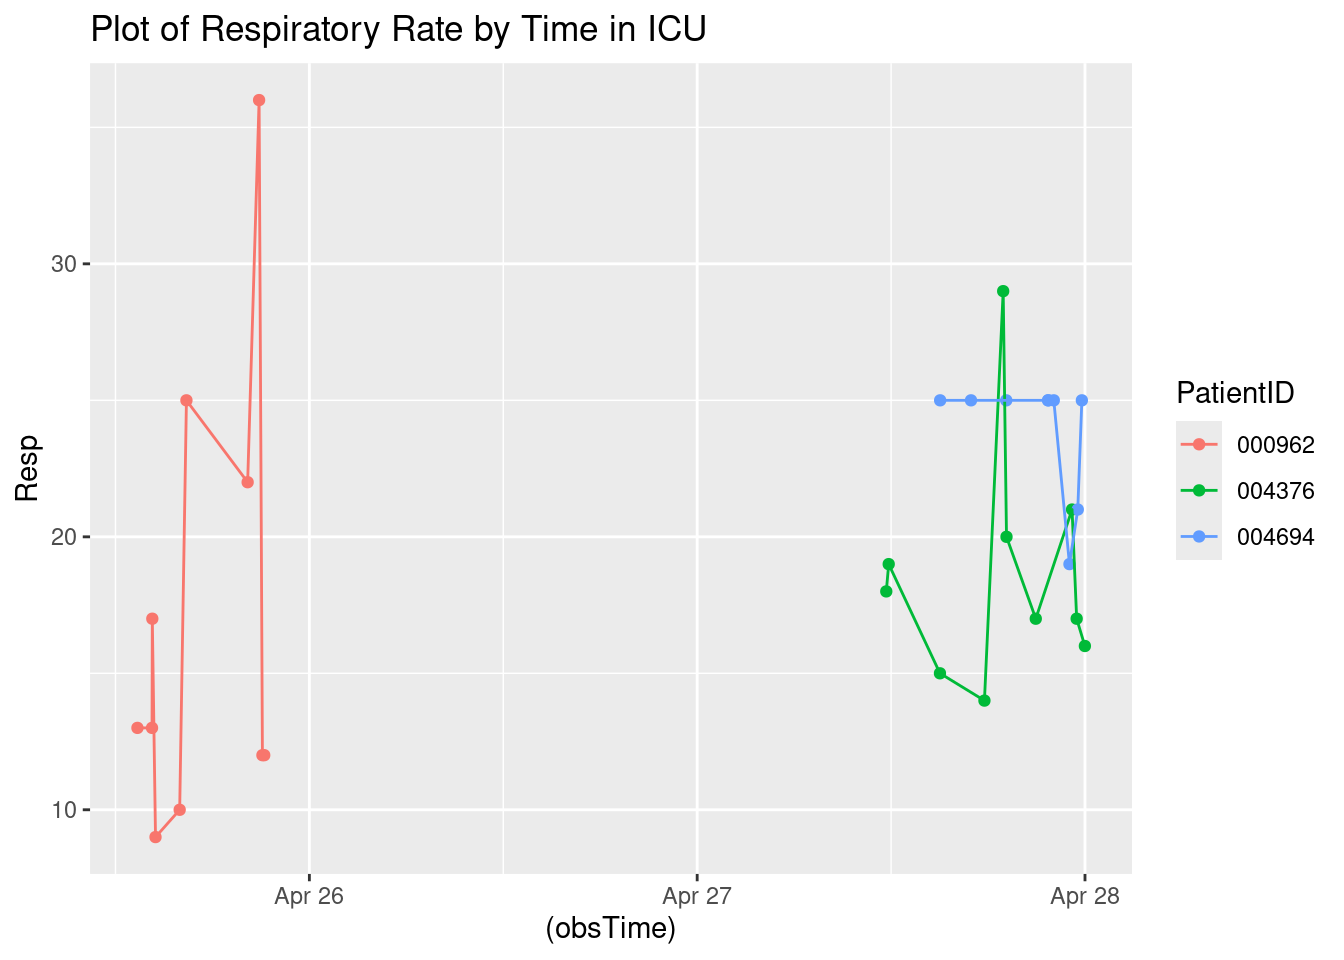 Plot of Respiratory Rate by Time in ICU
Resp
30
20
10
Apr 26
Apr 27
Apr 28
(obsTime)
PatientID
000962
004376
004694